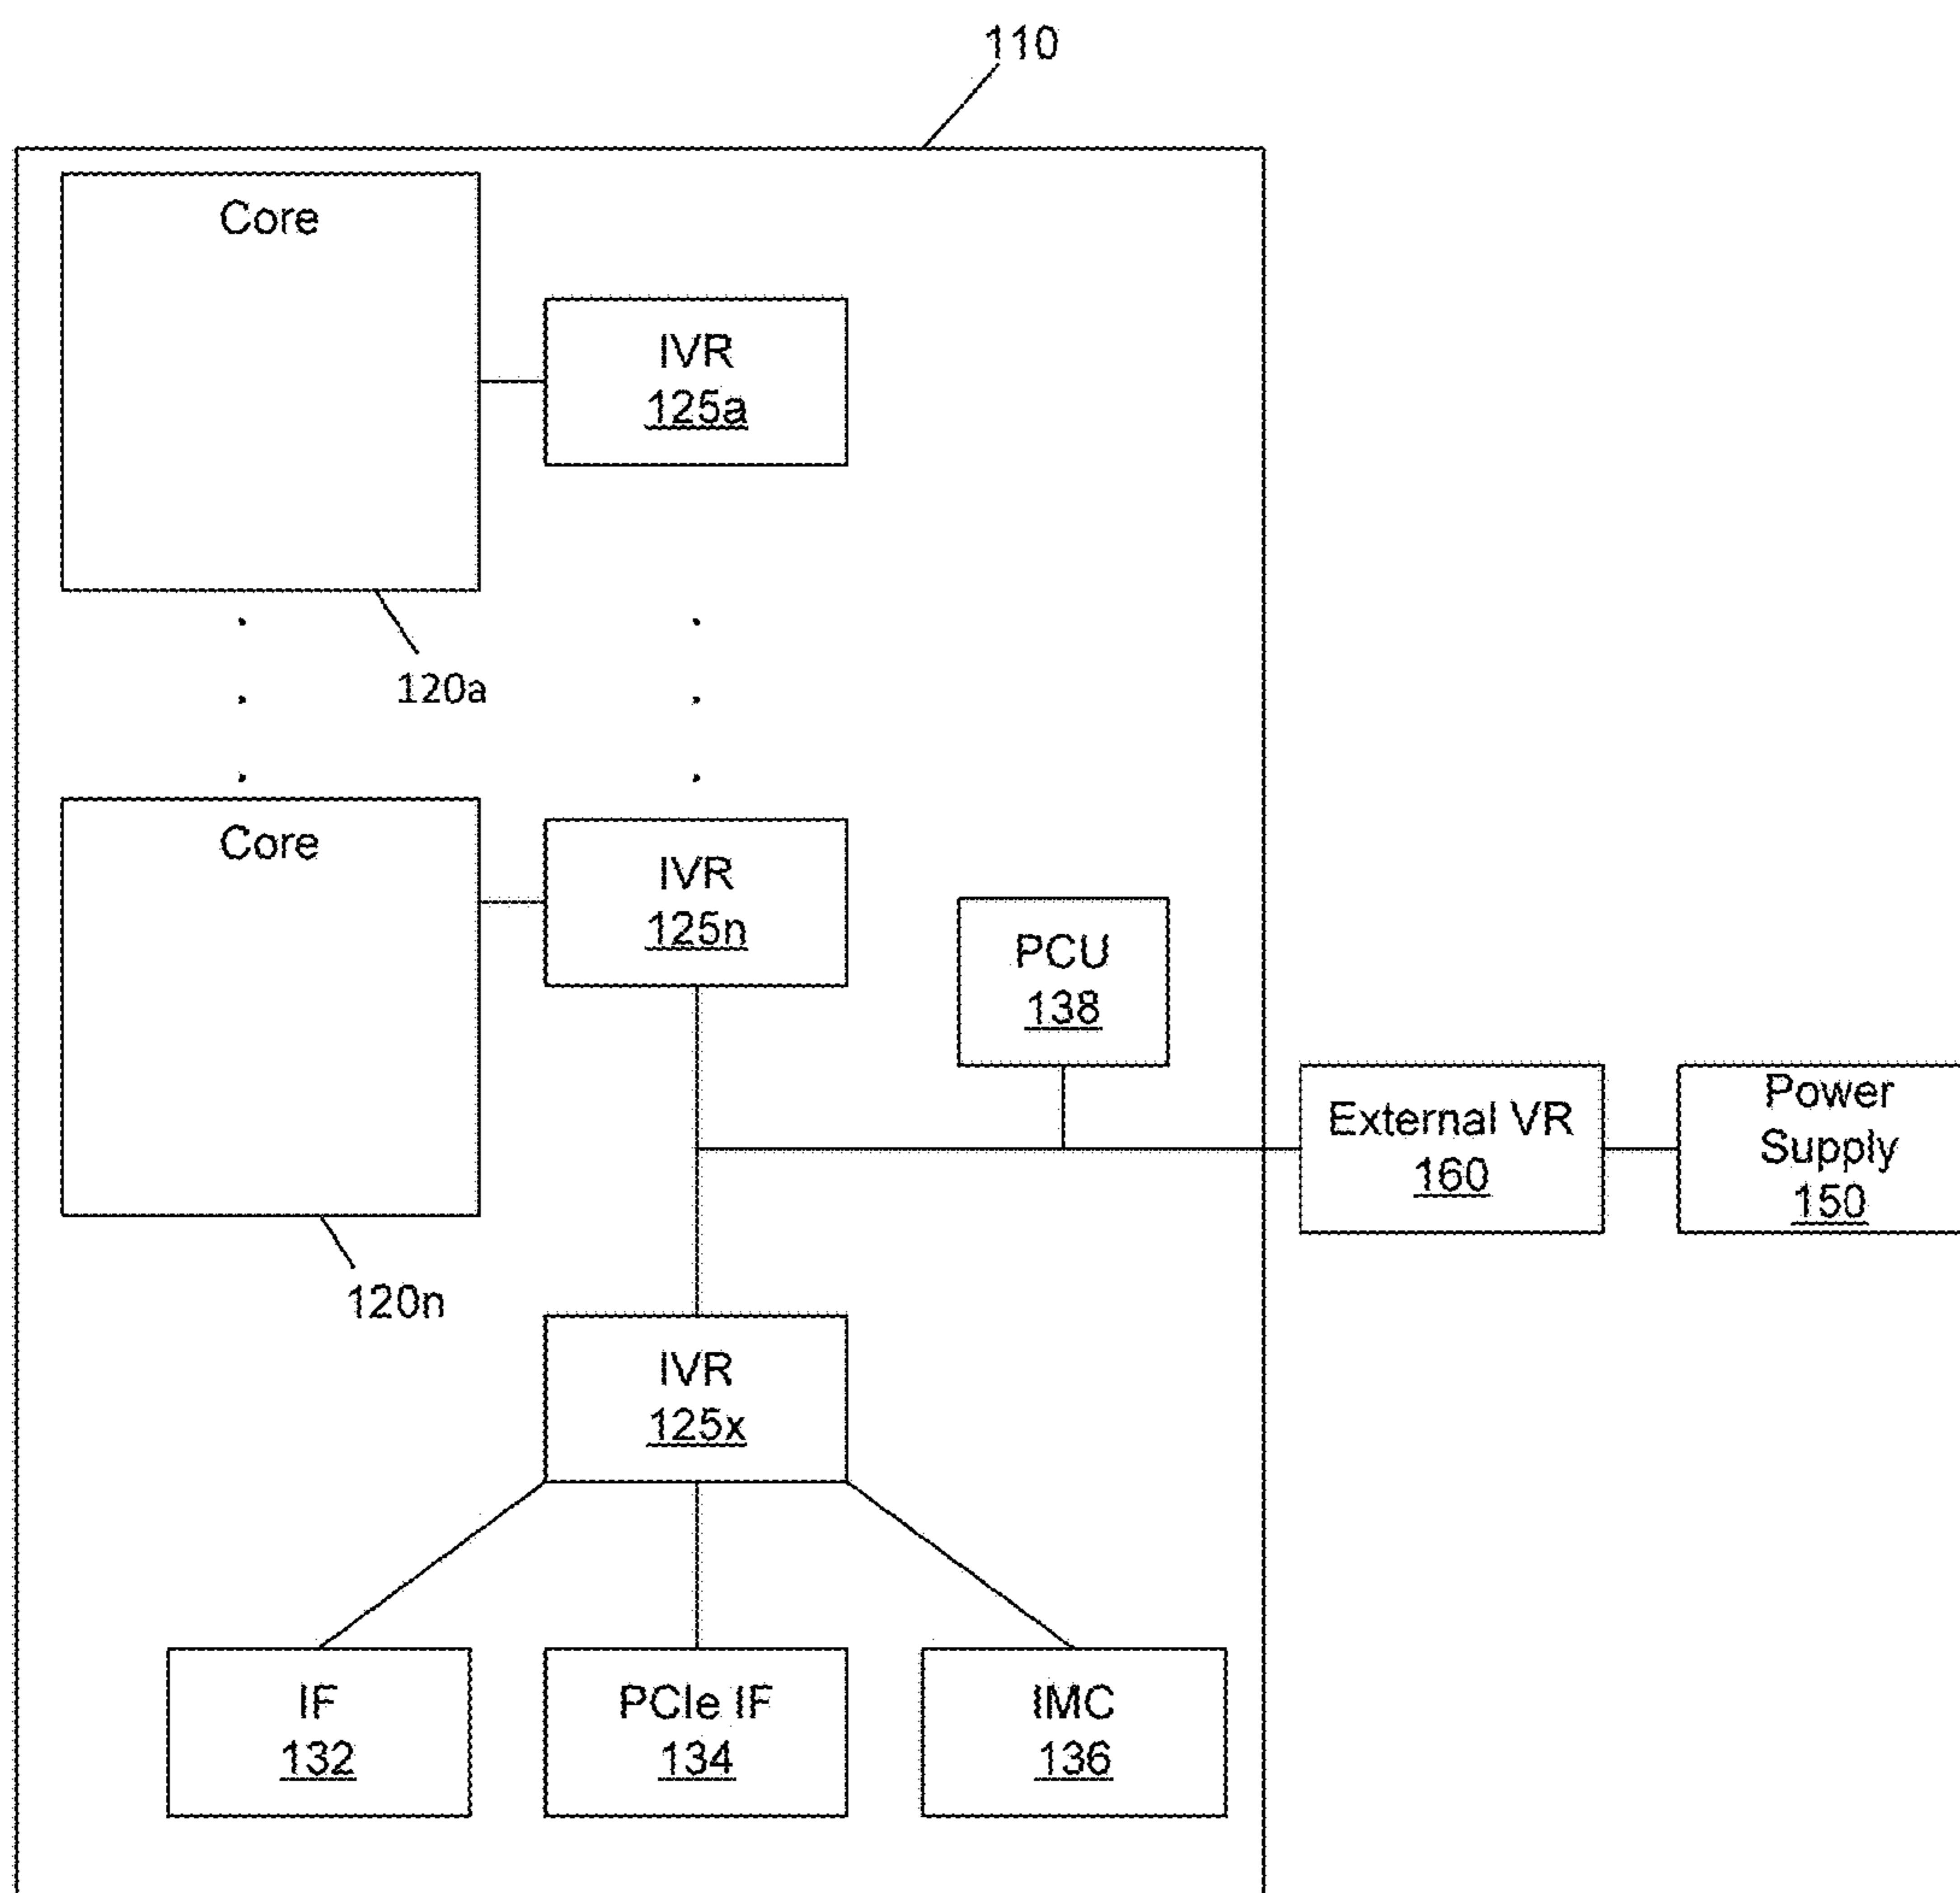 110
Core
IVR
125a
120a
Core
IVR
125n
PCU
138
External VR
160
Power
Supply
150
120n
IVR
125x
IF
132
PCIe IF
134
IMC
136